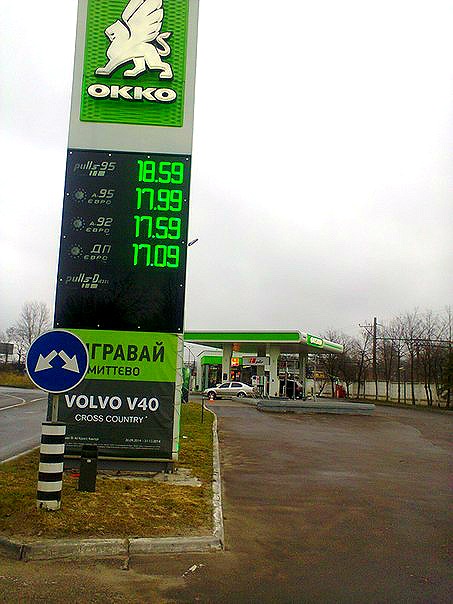 OKKO
pulls 95 18.59
А.95 ЄВРО 17.99
А.92 ЄВРО 17.59
ДП ЄВРО 17.09
pulls D
ГРАВАЙ
МИТТЄВО
VOLVO V40
CROSS COUNTRY